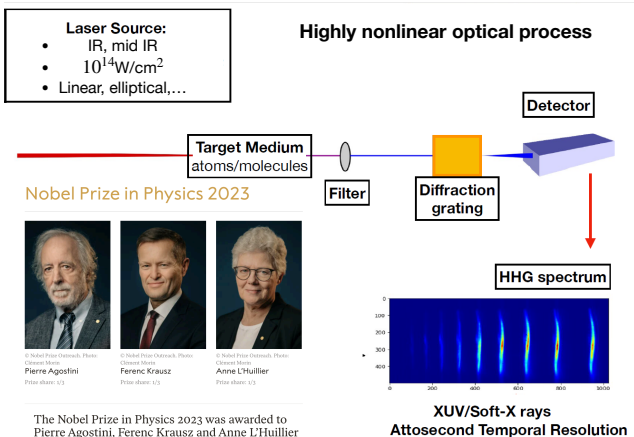 Laser Source:
• IR, mid IR
• 10¹⁴W/cm²
• Linear, elliptical,…
Highly nonlinear optical process
Detector
Target Medium
atoms/molecules
Filter
Diffraction
grating
Nobel Prize in Physics 2023
HHG spectrum
© Nobel Prize Outreach. Photo:
Clément Morin
Pierre Agostini
Prize share: 1/3
© Nobel Prize Outreach. Photo:
Clément Morin
Ferenc Krausz
Prize share: 1/3
© Nobel Prize Outreach. Photo:
Clément Morin
Anne L’Huillier
Prize share: 1/3
0
100
200
300
400
0
200
400
600
800
1000
XUV/Soft-X rays
Attosecond Temporal Resolution
The Nobel Prize in Physics 2023 was awarded to
Pierre Agostini, Ferenc Krausz and Anne L’Huillier